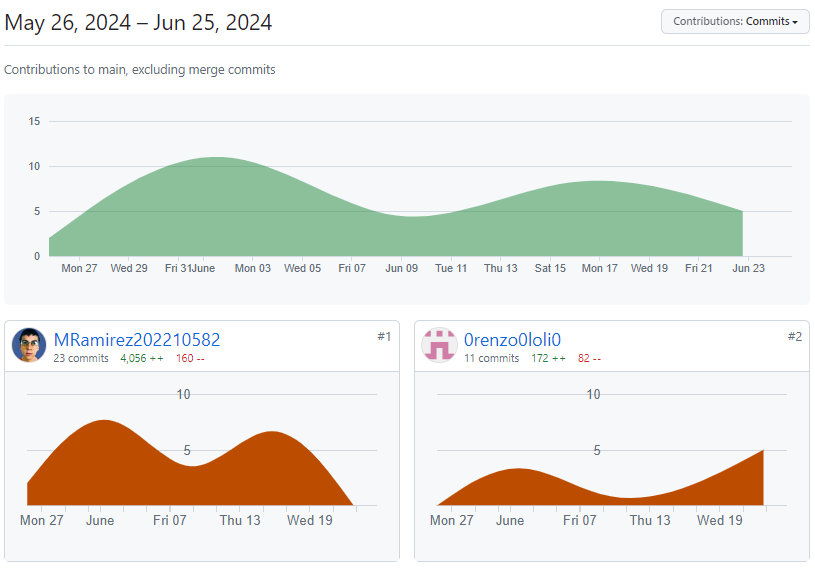 May 26, 2024 – Jun 25, 2024
Contributions: Commits
Contributions to main, excluding merge commits
15
10
5
0
Mon 27 Wed 29 Fri 31 June Mon 03 Wed 05 Fri 07 Jun 09 Tue 11 Thu 13 Sat 15 Mon 17 Wed 19 Fri 21 Jun 23
MRamirez202210582
#1
23 commits 4,056 ++ 160 --
10
5
Mon 27 June Fri 07 Thu 13 Wed 19
0renzo0loli0
#2
11 commits 172 ++ 82 --
10
5
Mon 27 June Fri 07 Thu 13 Wed 19